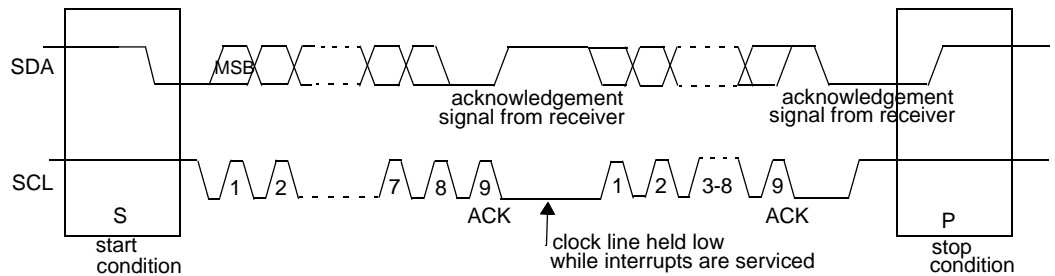 SDA
MSB
acknowledgement
signal from receiver
acknowledgement
signal from receiver
SCL
1 2 7 8 9 1 2 3-8 9
ACK
ACK
S
P
start
condition
clock line held low
while interrupts are serviced
stop
condition